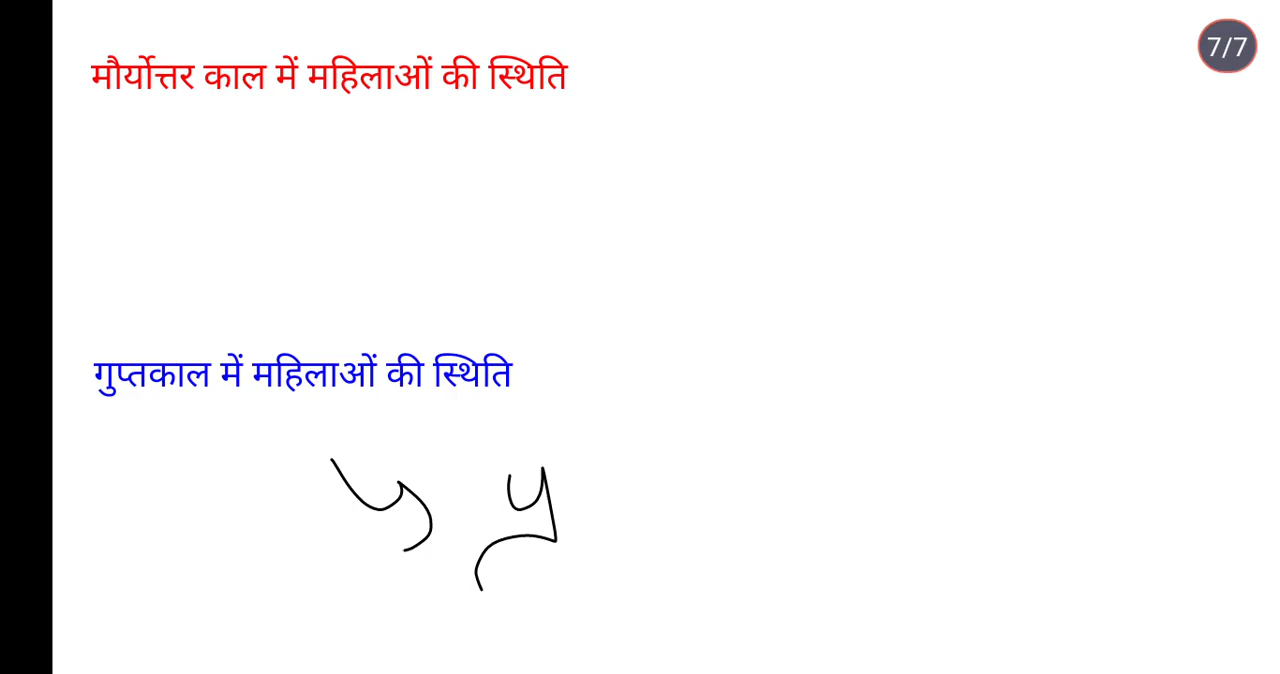 मौर्योत्तर काल में महिलाओं की स्थिति
7/7
गुप्तकाल में महिलाओं की स्थिति